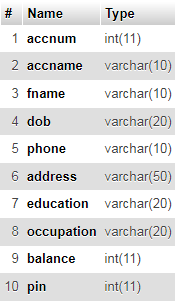 # Name Type
1 accnum int(11)
2 accname varchar(10)
3 fname varchar(10)
4 dob varchar(20)
5 phone varchar(10)
6 address varchar(50)
7 education varchar(20)
8 occupation varchar(20)
9 balance int(11)
10 pin int(11)